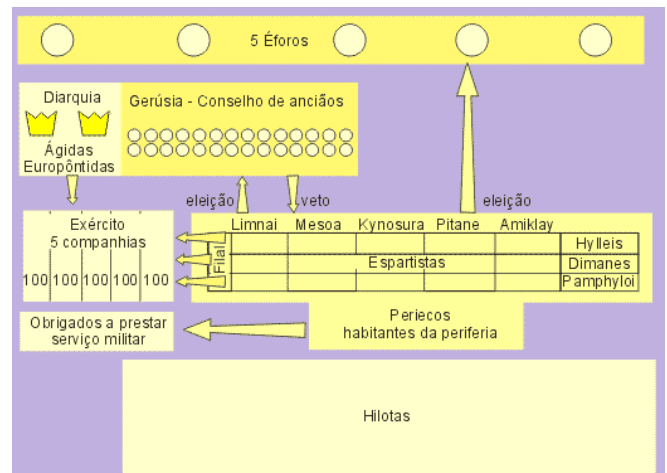 5 Éforos
Diarquia
Ágidas
Europôntidas
Gerúsia - Conselho de anciãos
eleição
veto
eleição
Exército
5 companhias
100 100 100 100 100
Limnai Mesoa Kynosura Pitane Amiklay
Filai
Espartistas
Hylleis
Dimanes
Pamphyloi
Obrigados a prestar
serviço militar
Periecos
habitantes da periferia
Hilotas